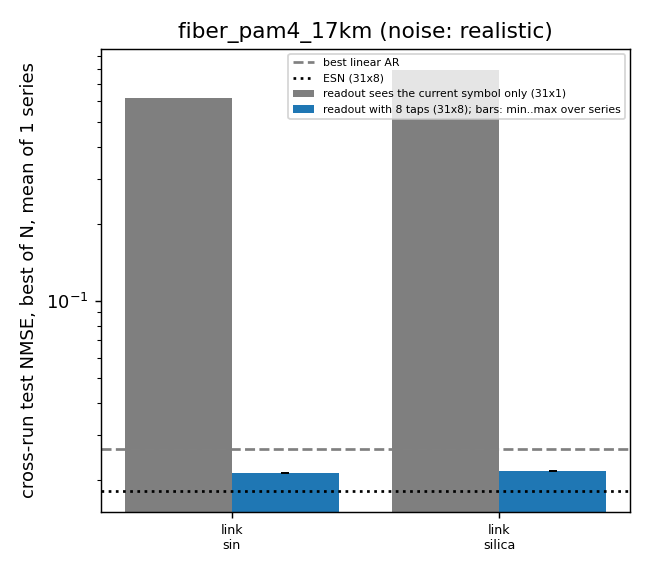 fiber_pam4_17km (noise: realistic)
cross-run test NMSE, best of N, mean of 1 series
best linear AR
ESN (31x8)
readout sees the current symbol only (31x1)
readout with 8 taps (31x8); bars: min..max over series
10⁻¹
link
sin
link
silica